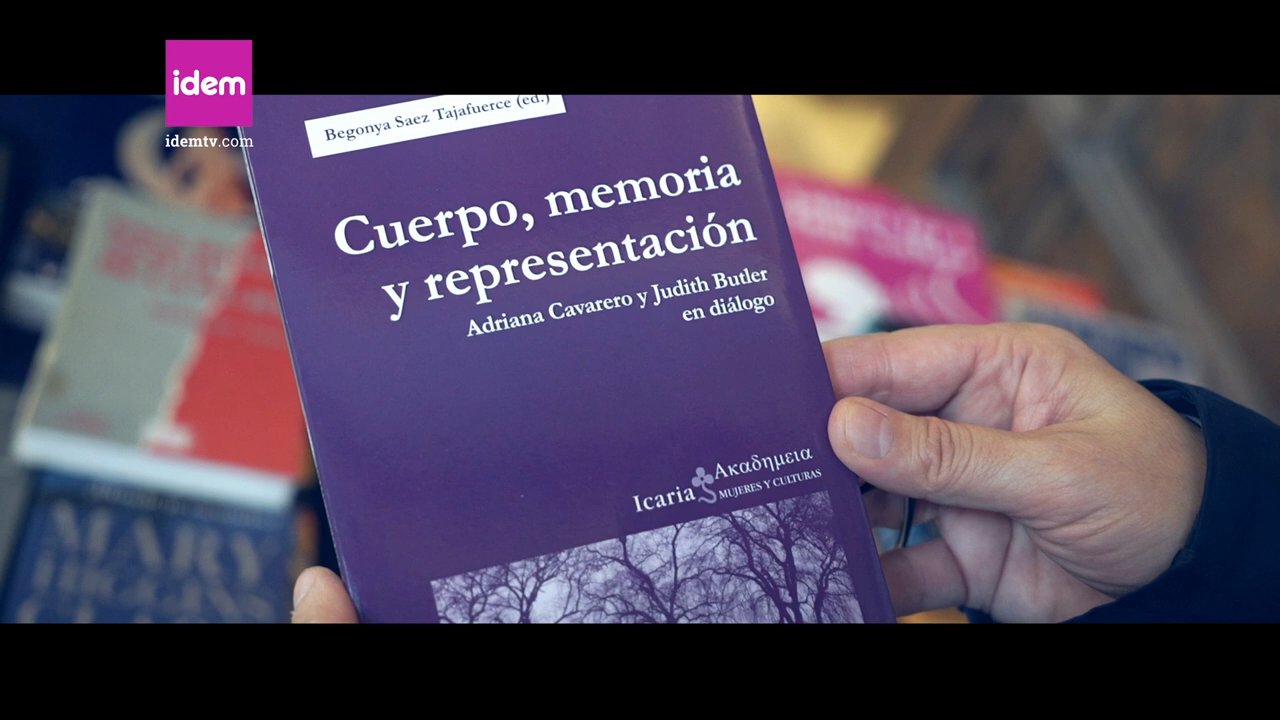 idem
idemtv.com
Begonya Saez Tajafuerce (ed.)
Cuerpo, memoria
y representación
Adriana Cavarero y Judith Butler
en diálogo
Icaria Ακαδημεια
MUJERES Y CULTURAS
MARY
HIGGINS